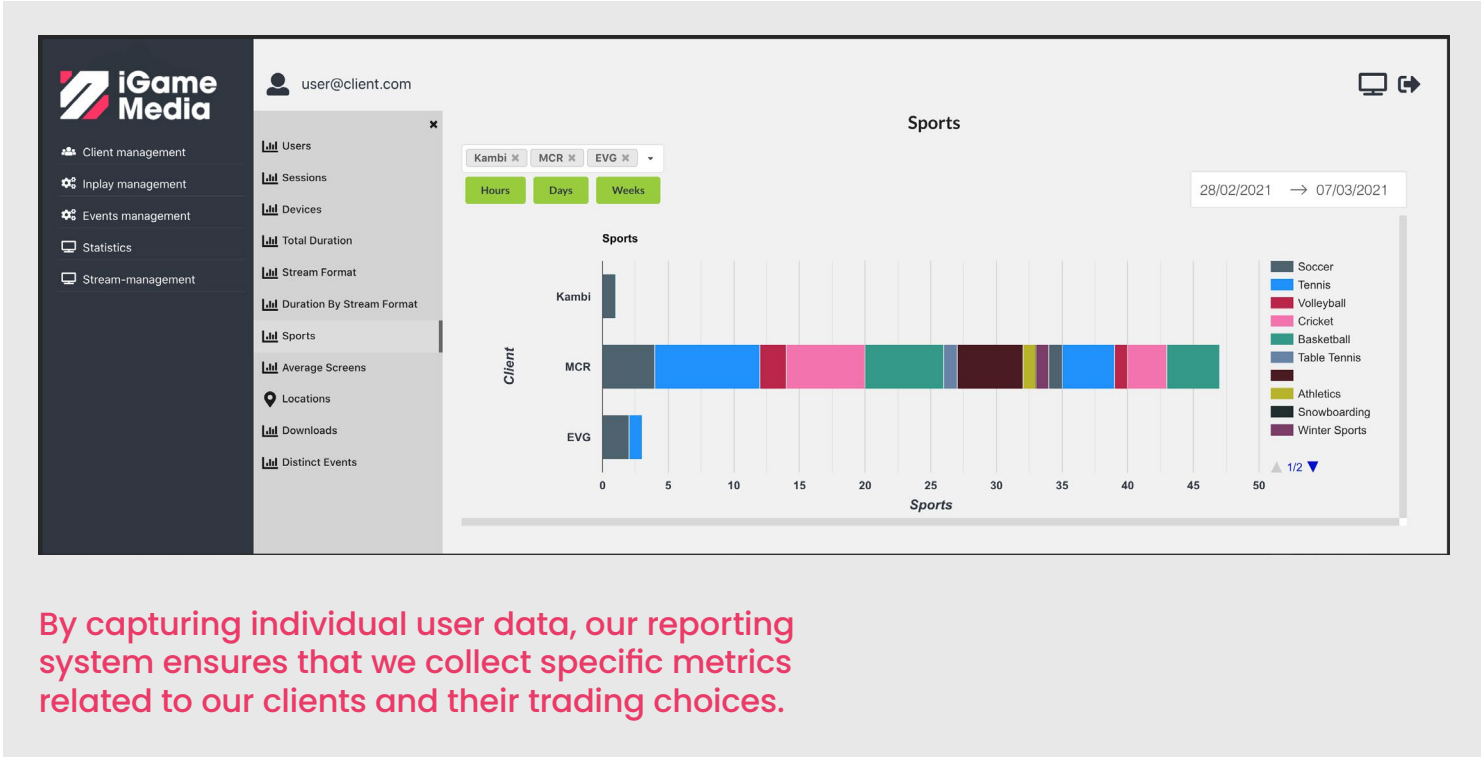 iGame
Media
user@client.com
Client management
Inplay management
Events management
Statistics
Stream-management
Users
Sessions
Devices
Total Duration
Stream Format
Duration By Stream Format
Sports
Average Screens
Locations
Downloads
Distinct Events
Sports
Kambi × MCR × EVG ×
Hours Days Weeks
28/02/2021 → 07/03/2021
Sports
Client
Kambi
MCR
EVG
0 5 10 15 20 25 30 35 40 45 50
Sports
Soccer
Tennis
Volleyball
Cricket
Basketball
Table Tennis
Athletics
Snowboarding
Winter Sports
1/2
By capturing individual user data, our reporting
system ensures that we collect specific metrics
related to our clients and their trading choices.